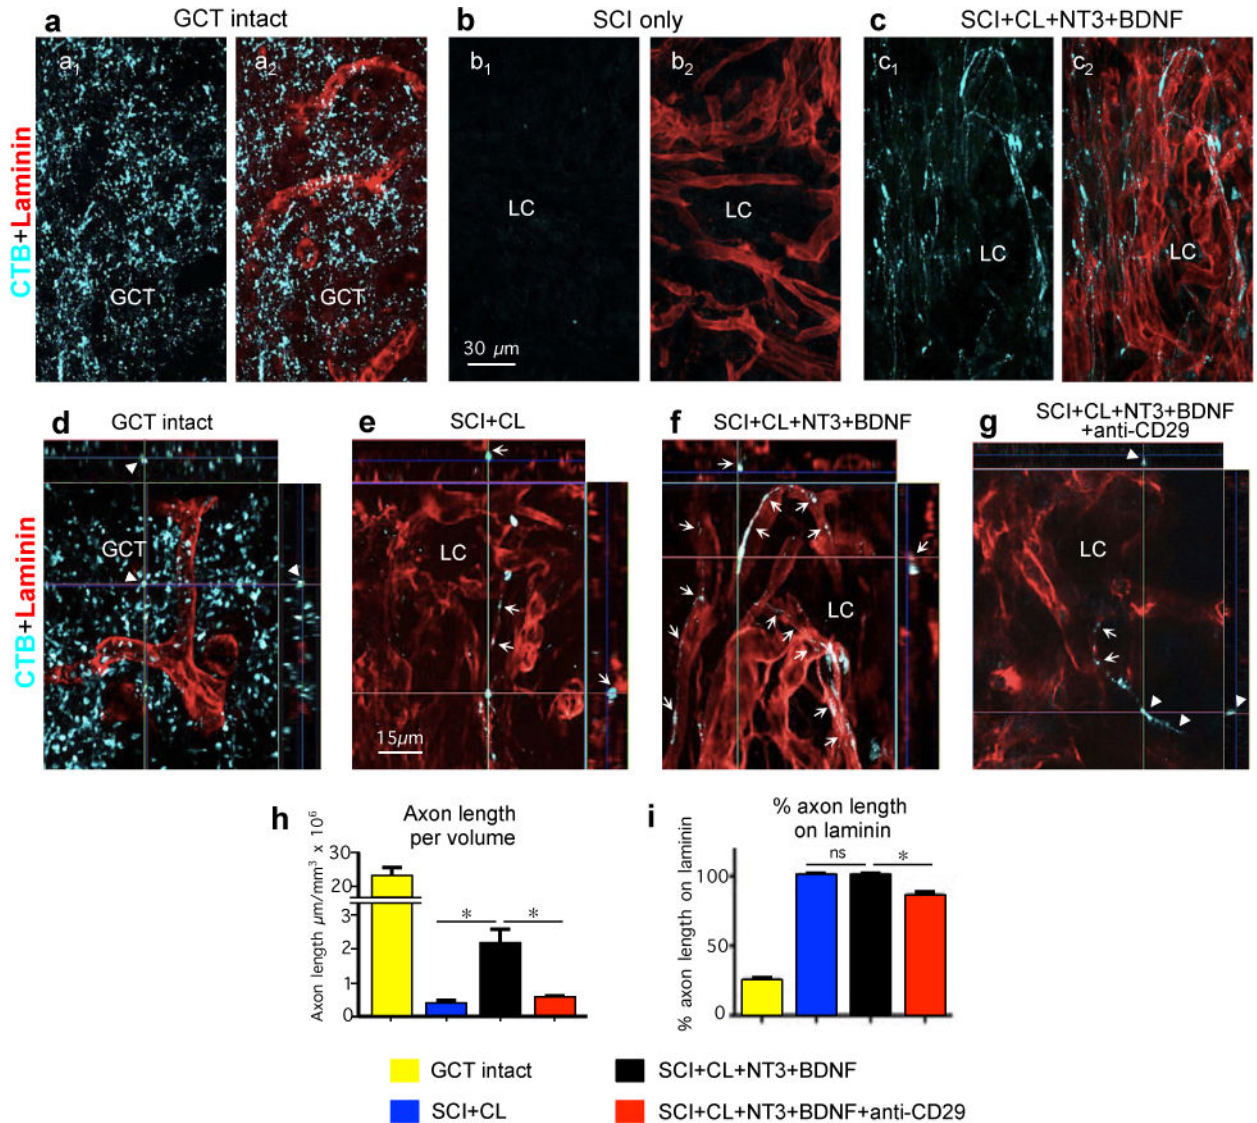 a GCT intact
b SCI only
c SCI+CL+NT3+BDNF
CTB+Laminin
a1
GCT
a2
GCT
b1
LC
30 µm
b2
LC
c1
LC
c2
LC
d GCT intact
e SCI+CL
f SCI+CL+NT3+BDNF
g SCI+CL+NT3+BDNF
+anti-CD29
CTB+Laminin
GCT
LC
15µm
LC
LC
h Axon length
per volume
Axon length µm/mm³ x 10⁶
30
20
3
2
1
0
*
*
i % axon length
on laminin
% axon length on laminin
100
50
0
ns
*
GCT intact
SCI+CL
SCI+CL+NT3+BDNF
SCI+CL+NT3+BDNF+anti-CD29